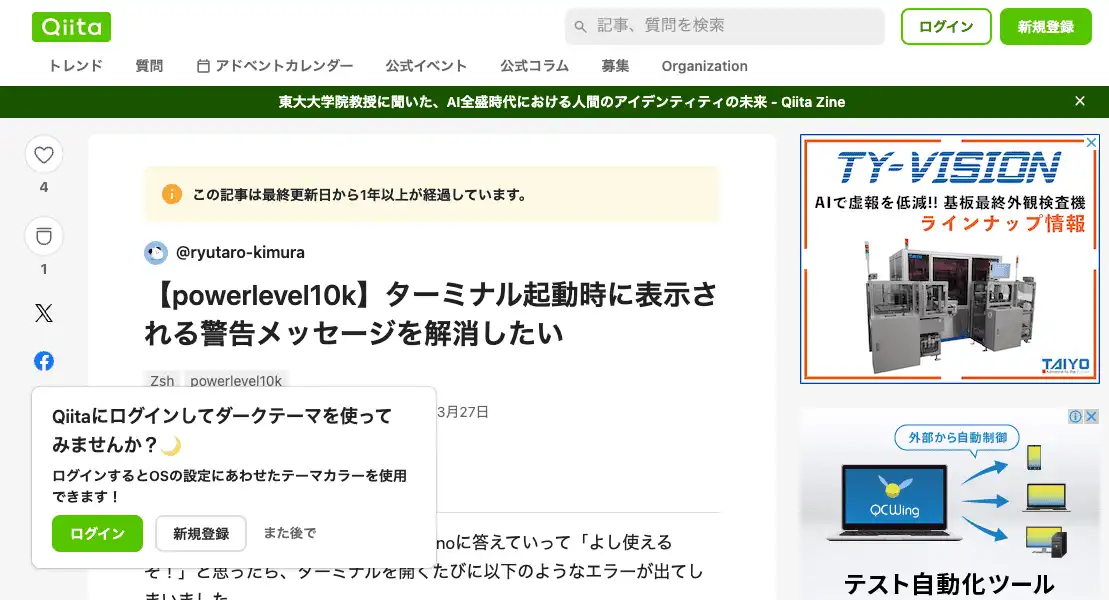 Qiita
記事、質問を検索
ログイン
新規登録
トレンド
質問
アドベントカレンダー
公式イベント
公式コラム
募集
Organization
東大大学院教授に聞いた、AI全盛時代における人間のアイデンティティの未来 - Qiita Zine
4
1
この記事は最終更新日から1年以上が経過しています。
@ryutaro-kimura
【powerlevel10k】ターミナル起動時に表示さ
れる警告メッセージを解消したい
Zsh
powerlevel10k
3月27日
Qiitaにログインしてダークテーマを使って
みませんか？🌙
ログインするとOSの設定にあわせたテーマカラーを使用
できます！
ログイン
新規登録
また後で
noに答えていって「よし使える
ぞ！」と思ったら、ターミナルを開くたびに以下のようなエラーが出てし
まいました
TY-VISION
AIで虚報を低減!! 基板最終外観検査機
ラインナップ情報
TAIYO
外部から自動制御
QCWing
テスト自動化ツール